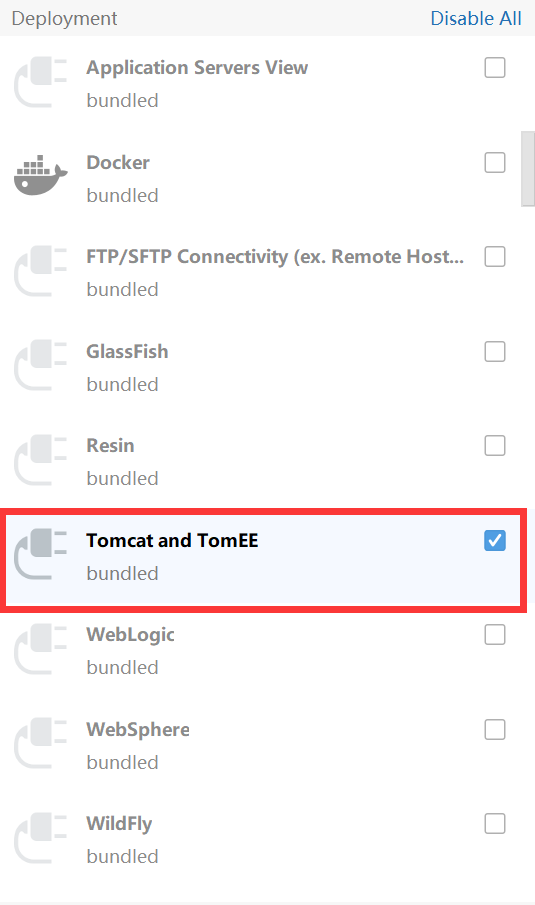 Deployment Disable All
Application Servers View
bundled
Docker
bundled
FTP/SFTP Connectivity (ex. Remote Host...
bundled
GlassFish
bundled
Resin
bundled
Tomcat and TomEE
bundled
WebLogic
bundled
WebSphere
bundled
WildFly
bundled